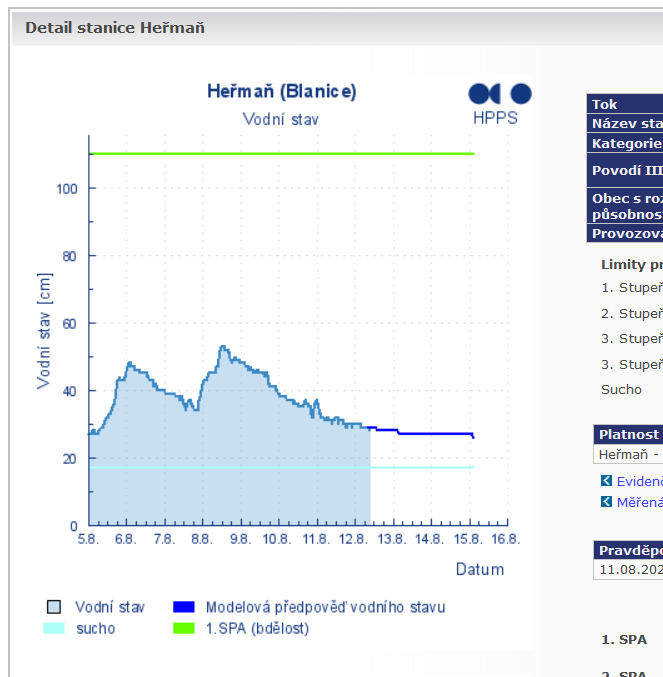 Detail stanice Heřmaň
Heřmaň (Blanice)
Vodní stav
HPPS
Vodní stav [cm]
100
80
60
40
20
0
5.8. 6.8. 7.8. 8.8. 9.8. 10.8. 11.8. 12.8. 13.8. 14.8. 15.8. 16.8.
Datum
Vodní stav
Modelová předpověď vodního stavu
sucho
1.SPA (bdělost)
Tok
Název sta
Kategorie
Povodí III
Obec s roz
působnos
Provozova
Limity pr
1. Stupeň
2. Stupeň
3. Stupeň
3. Stupeň
Sucho
Platnost
Heřmaň -
Evidenč
Měřená
Pravděpo
11.08.202
1. SPA
2. SPA